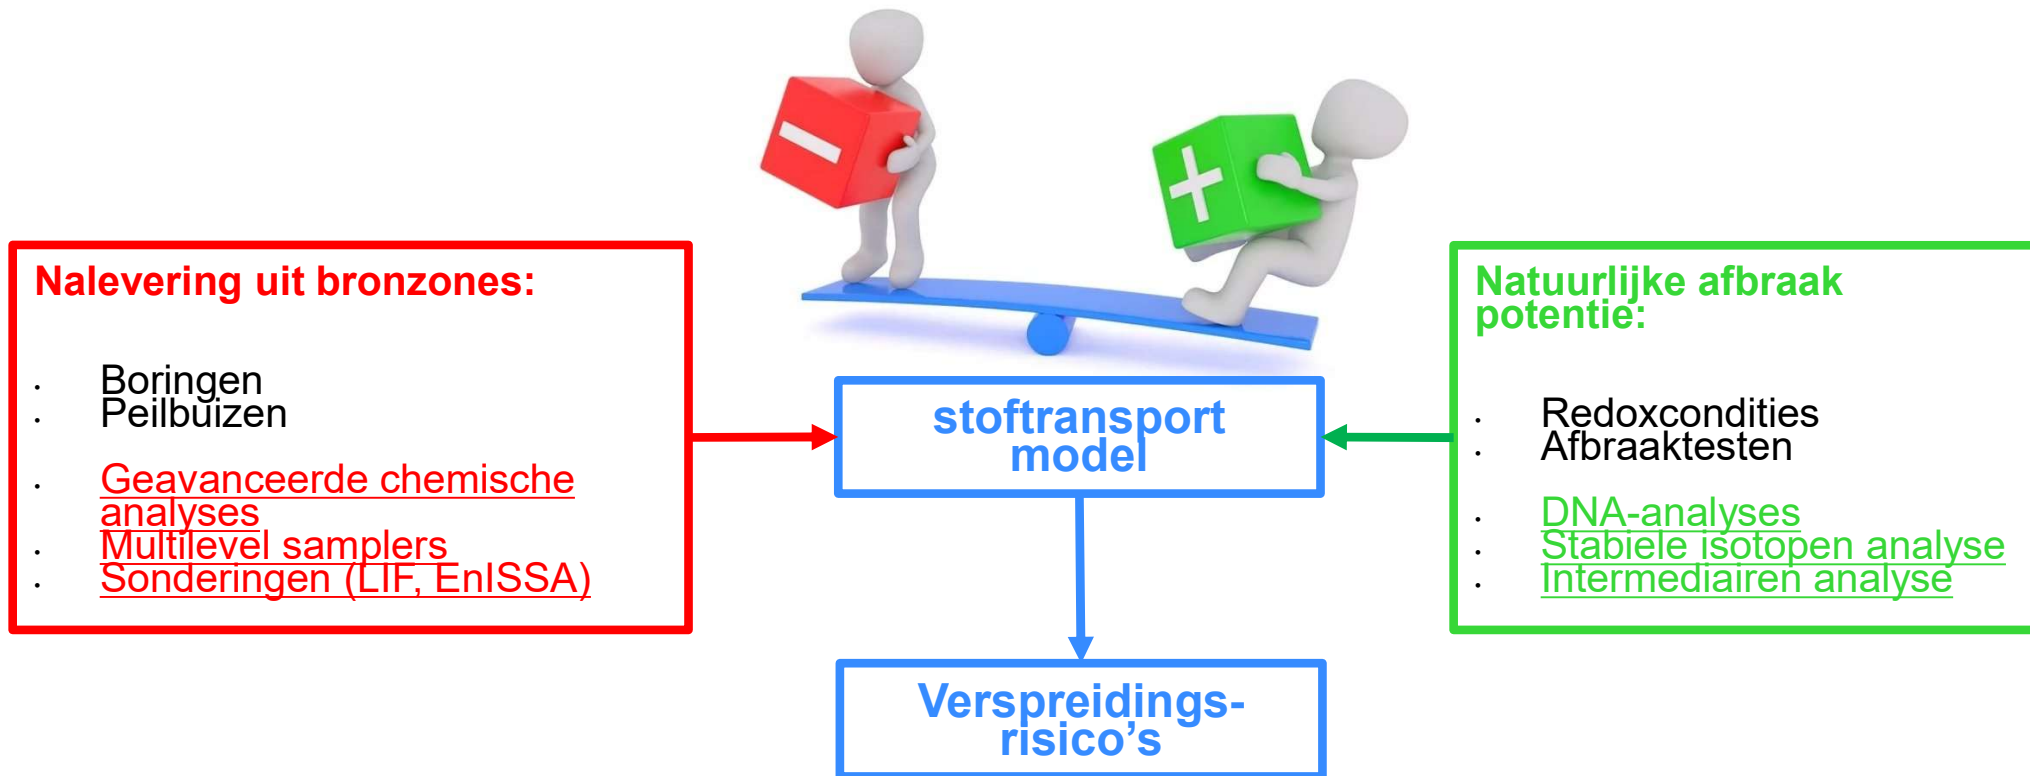 Nalevering uit bronzones:
· Boringen
· Peilbuizen
· Geavanceerde chemische
analyses
· Multilevel samplers
· Sonderingen (LIF, EnISSA)
stoftransport
model
Verspreidings-
risico’s
Natuurlijke afbraak
potentie:
· Redoxcondities
· Afbraaktesten
· DNA-analyses
· Stabiele isotopen analyse
· Intermediairen analyse